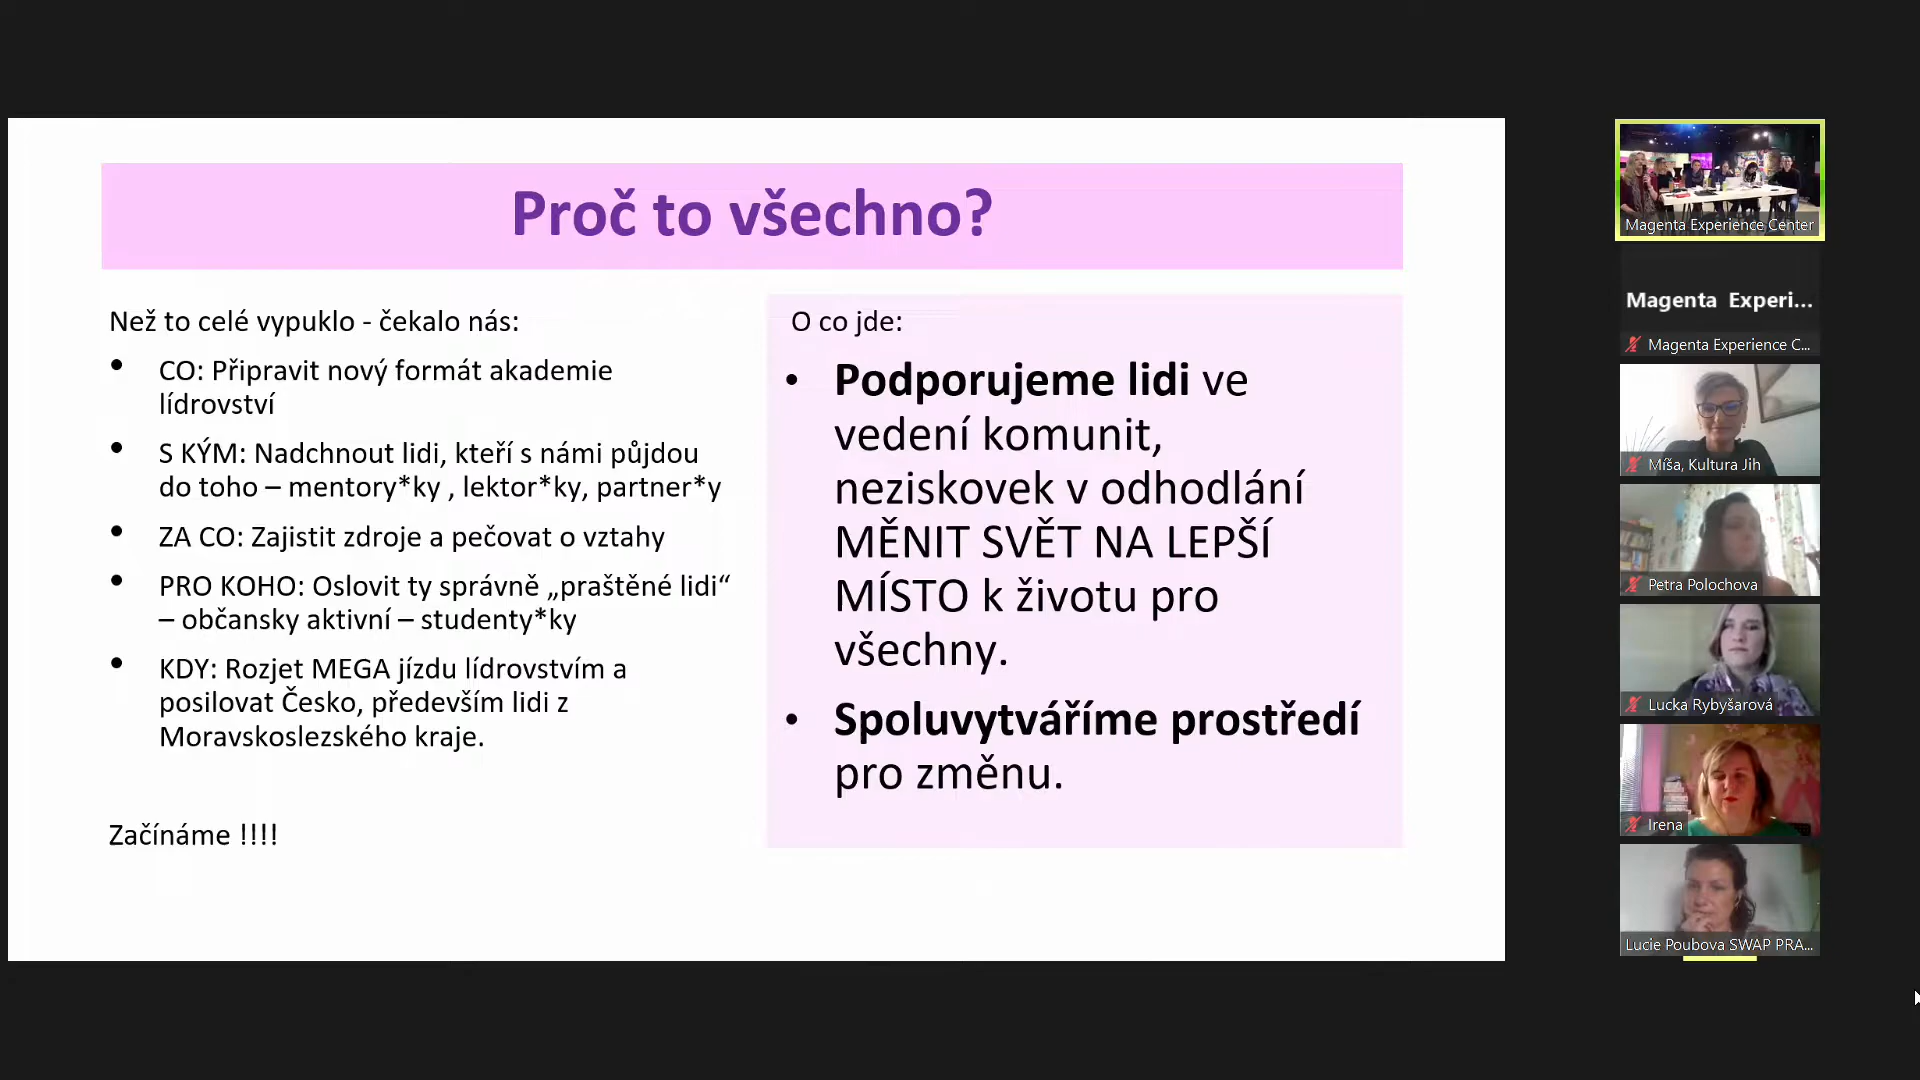 Proč to všechno?
Než to celé vypuklo - čekalo nás:
• CO: Připravit nový formát akademie
lídrovství
• S KÝM: Nadchnout lidi, kteří s námi půjdou
do toho – mentory*ky , lektor*ky, partner*y
• ZA CO: Zajistit zdroje a pečovat o vztahy
• PRO KOHO: Oslovit ty správně „praštěné lidi“
– občansky aktivní – studenty*ky
• KDY: Rozjet MEGA jízdu lídrovstvím a
posilovat Česko, především lidi z
Moravskoslezského kraje.
Začínáme !!!!
O co jde:
• Podporujeme lidi ve
vedení komunit,
neziskovek v odhodlání
MĚNIT SVĚT NA LEPŠÍ
MÍSTO k životu pro
všechny.
• Spoluvytváříme prostředí
pro změnu.
Magenta Experience Center
Magenta Experi...
Magenta Experience C...
Míša, Kultura Jih
Petra Polochova
Lucka Rybyšarová
Irena
Lucie Poubova SWAP PRA...